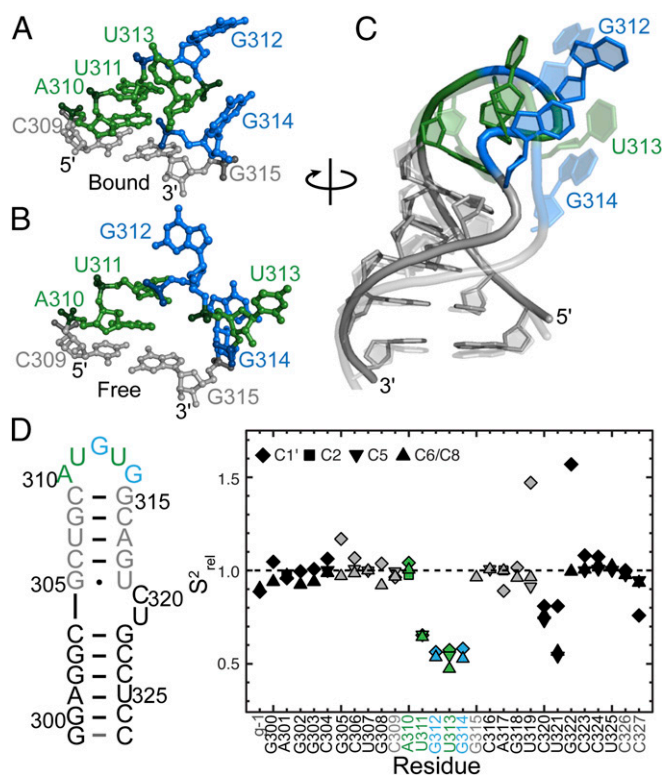 A
U313
G312
U311
A310
C309
G314
5'
3'
G315
Bound
B
G312
U311
U313
A310
C309
5'
G314
3'
G315
Free
C
G312
U313
G314
5'
3'
D
U G U
A G
310
C G 315
G C
U A
C G
305 G U
C 320
U
C G
G C
G C
A U 325
G C
300 G C
C1' C2 C5 C6/C8
S²rel
1.5
1.0
0.5
g-1 G300 A301 G302 G303 C304 G305 C306 U307 G308 C309 A310 U311 G312 U313 G314 G315 C316 A317 G318 U319 C320 U321 G322 C323 C324 U325 C326 C327
Residue